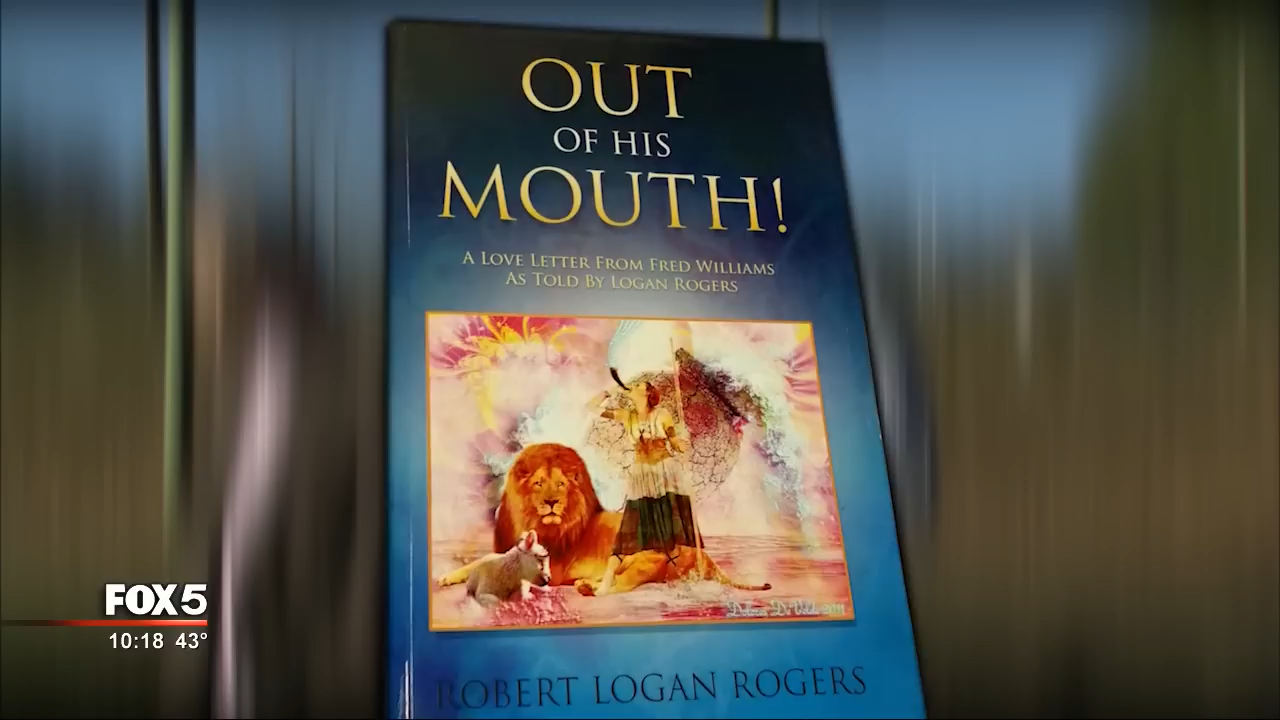 OUT
OF HIS
MOUTH!
A LOVE LETTER FROM FRED WILLIAMS
AS TOLD BY LOGAN ROGERS
2011
ROBERT LOGAN ROGERS
FOX5
10:18 43°